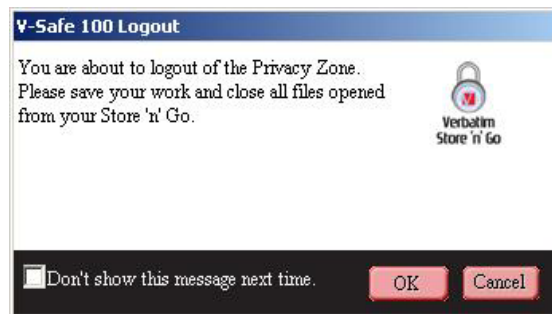 V-Safe 100 Logout
You are about to logout of the Privacy Zone.
Please save your work and close all files opened
from your Store 'n' Go.
Verbatim
Store 'n' Go
Don't show this message next time.
OK
Cancel